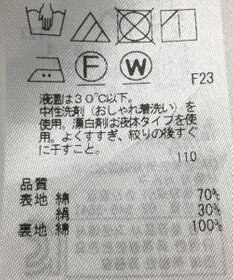 F W F23
液温は30℃以下。
中性洗剤（おしゃれ着洗い）を
使用。漂白剤は液体タイプを使
用。よくすすぎ、絞りの後すぐ
に干すこと。
110
品質
表地 綿 70%
絹 30%
裏地 綿 100%